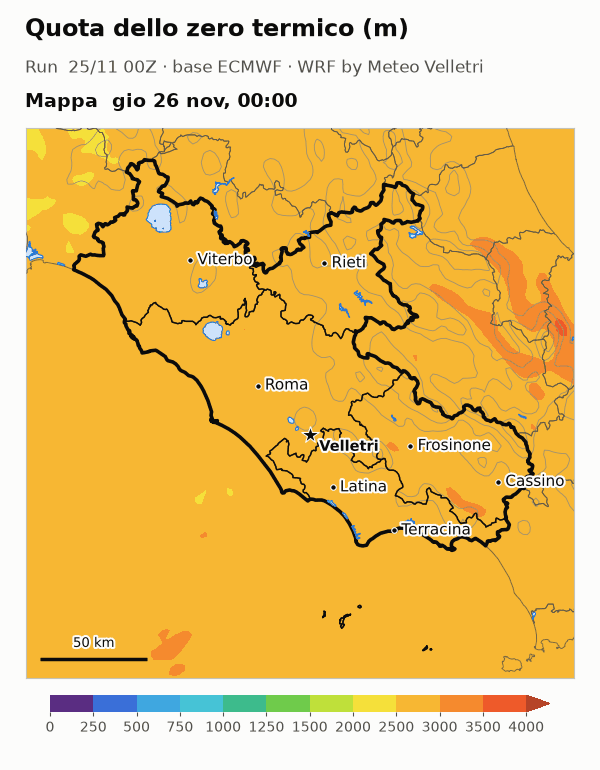 Quota dello zero termico (m)
Run  25/11 00Z · base ECMWF · WRF by Meteo Velletri
Mappa  gio 26 nov, 00:00
Viterbo
Rieti
Roma
Velletri
Frosinone
Latina
Cassino
Terracina
50 km
0 250 500 750 1000 1250 1500 2000 2500 3000 3500 4000